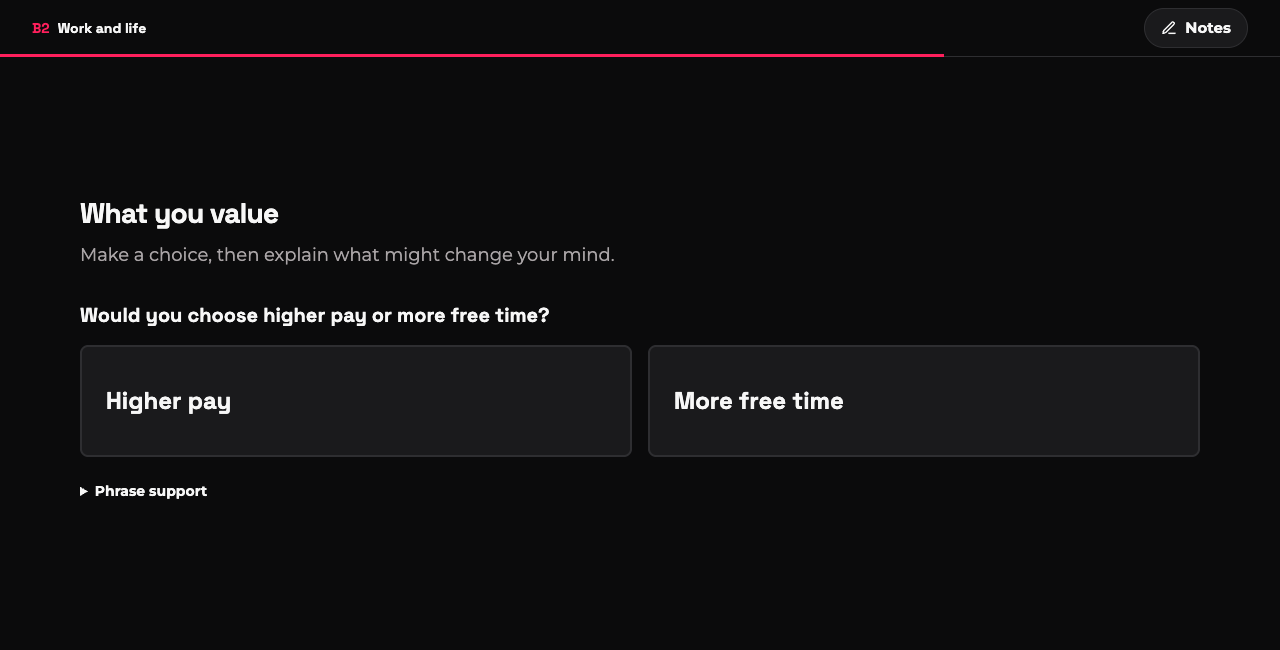 B2 Work and life
Notes
What you value
Make a choice, then explain what might change your mind.
Would you choose higher pay or more free time?
Higher pay
More free time
Phrase support